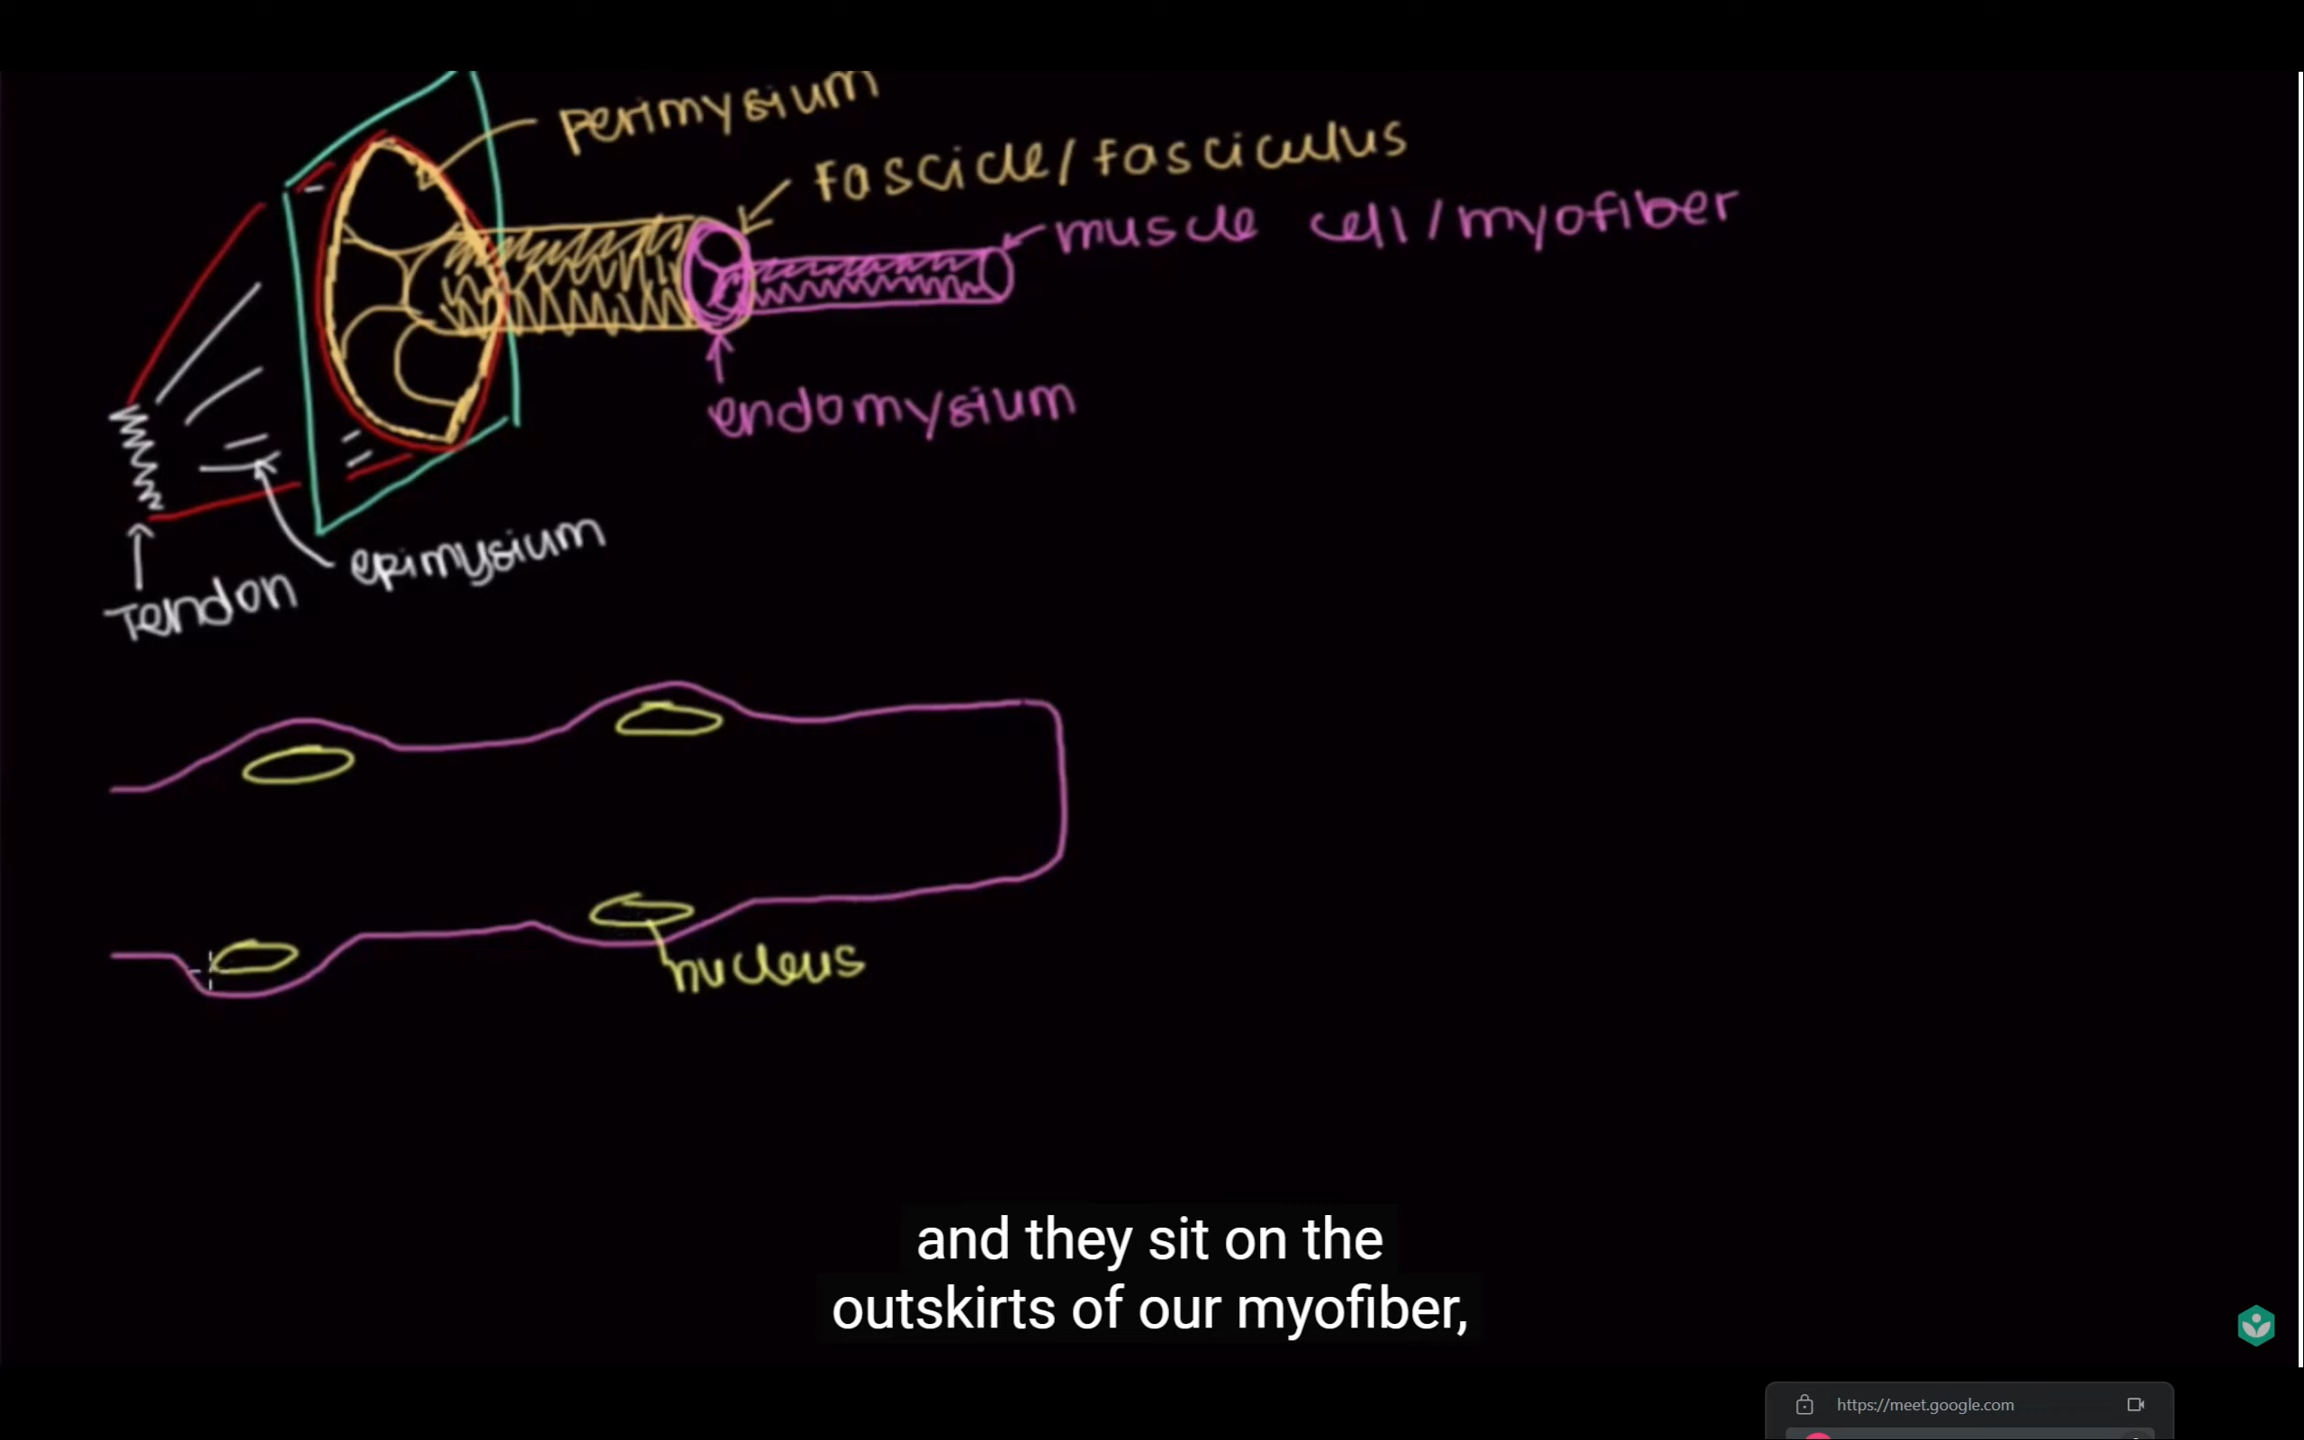 perimysium
fascicle/fasciculus
muscle cell/myofiber
endomysium
epimysium
Tendon
nucleus
and they sit on the
outskirts of our myofiber,
https://meet.google.com